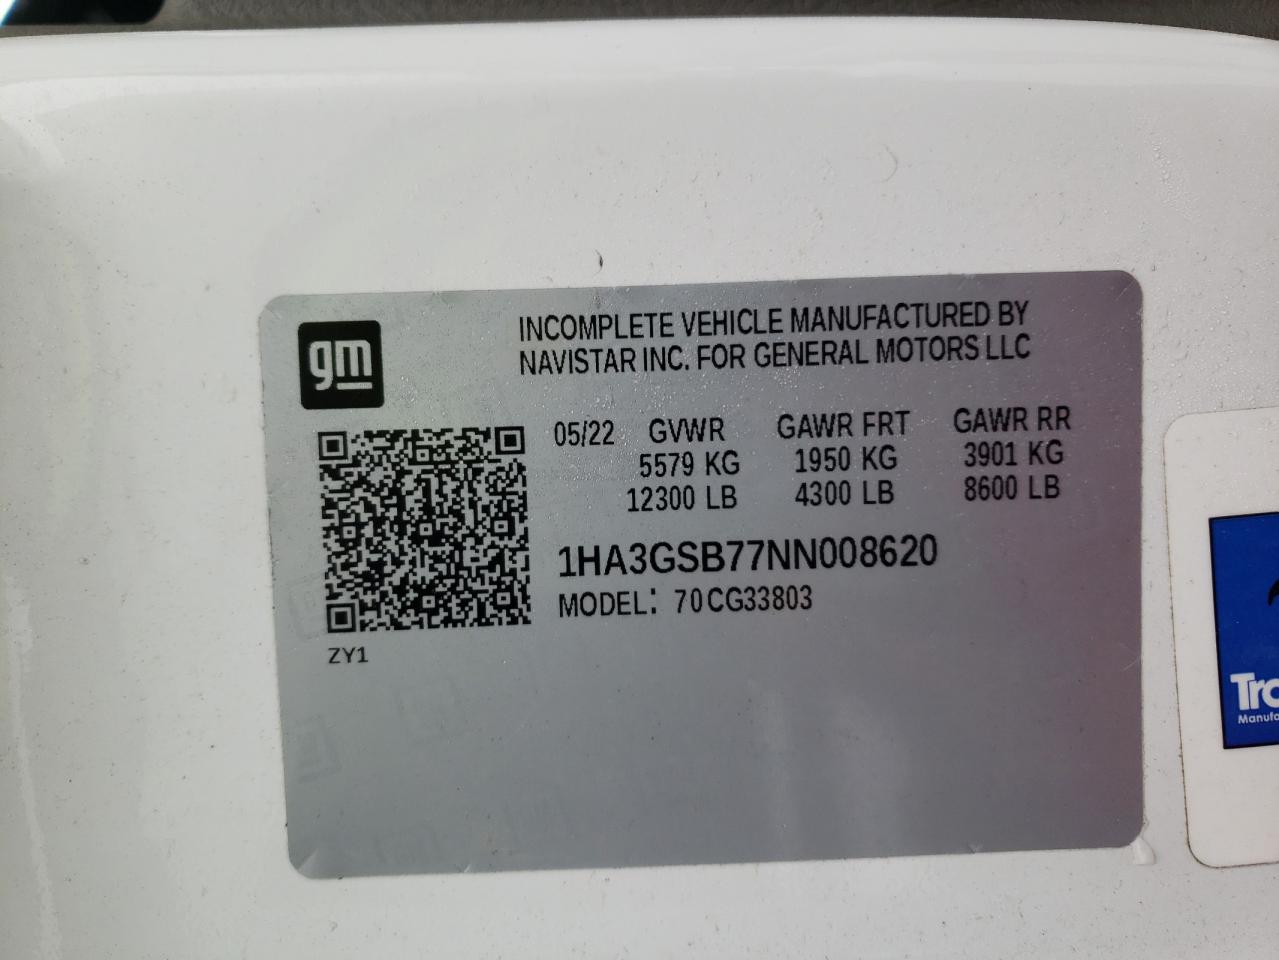 gm
INCOMPLETE VEHICLE MANUFACTURED BY
NAVISTAR INC. FOR GENERAL MOTORS LLC
05/22 GVWR GAWR FRT GAWR RR
5579 KG 1950 KG 3901 KG
12300 LB 4300 LB 8600 LB
1HA3GSB77NN008620
MODEL: 70CG33803
ZY1